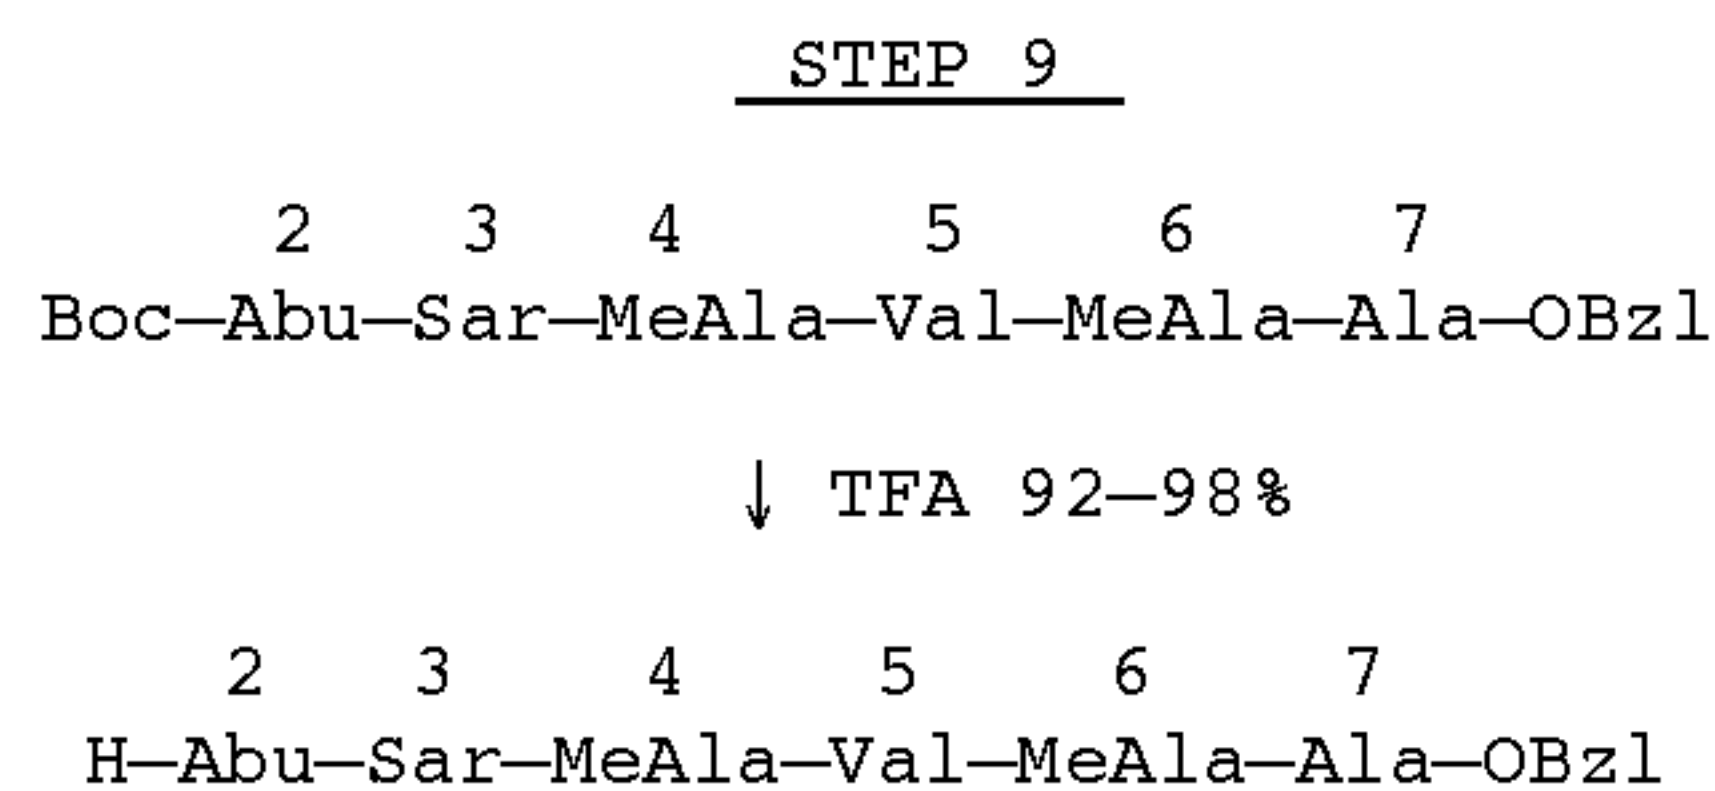 STEP 9
2 3 4 5 6 7
Boc—Abu—Sar—MeAla—Val—MeAla—Ala—OBzl
↓ TFA 92—98%
2 3 4 5 6 7
H—Abu—Sar—MeAla—Val—MeAla—Ala—OBzl